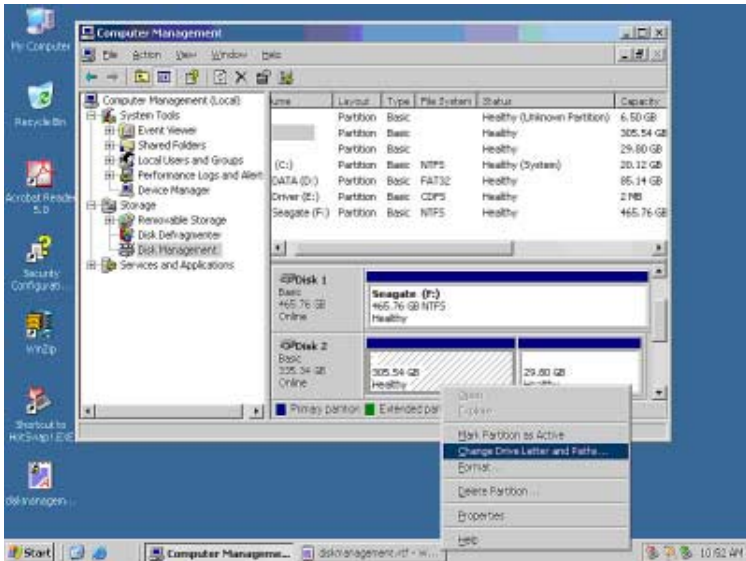 My Computer
Recycle Bin
Acrobat Reader
5.0
Security
Configurati...
WinZip
Shortcut to
HotSwap!.EXE
diskmanagem...
Computer Management
File Action View Window Help
Computer Management (Local)
System Tools
Event Viewer
Shared Folders
Local Users and Groups
Performance Logs and Alert
Device Manager
Storage
Removable Storage
Disk Defragmenter
Disk Management
Services and Applications
ume Layout Type File System Status Capacity
Partition Basic Healthy (Unknown Partition) 6.50 GB
Partition Basic Healthy 305.54 GB
Partition Basic Healthy 29.80 GB
(C:) Partition Basic NTFS Healthy (System) 20.12 GB
DATA (D:) Partition Basic FAT32 Healthy 85.14 GB
Driver (E:) Partition Basic CDFS Healthy 2 MB
Seagate (F:) Partition Basic NTFS Healthy 465.76 GB
Disk 1
Basic
465.76 GB
Online
Seagate (F:)
465.76 GB NTFS
Healthy
Disk 2
Basic
335.34 GB
Online
305.54 GB
Healthy
29.80 GB
Healthy
Primary partition Extended par
Open
Explore
Mark Partition as Active
Change Drive Letter and Paths...
Format...
Delete Partition...
Properties
Help
Start
Computer Manageme...
diskmanagement.rtf - W...
10:52 AM